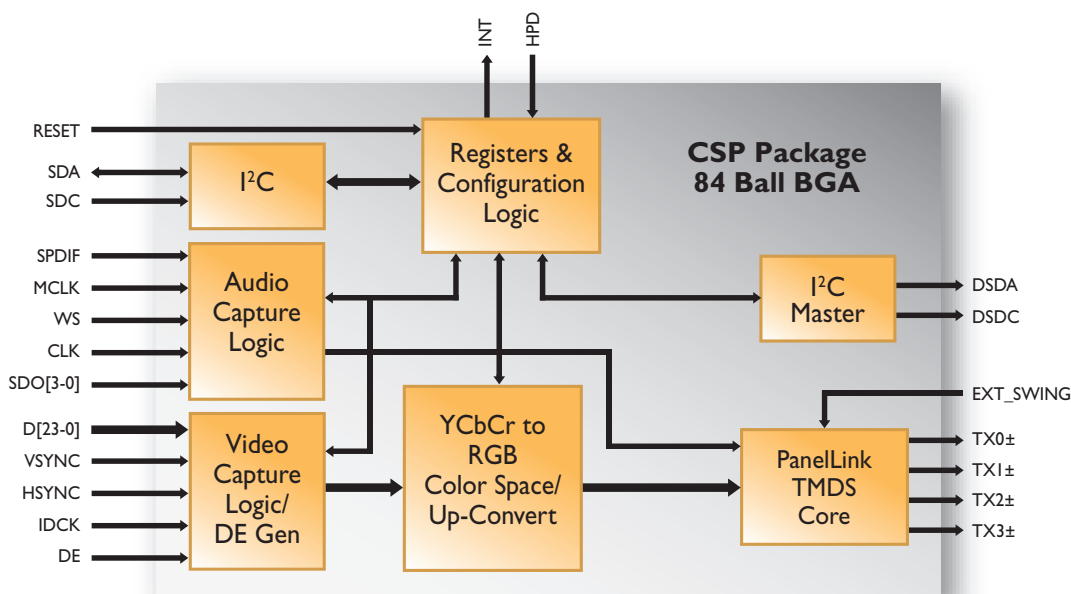 INT
HPD
RESET
SDA
SDC
SPDIF
MCLK
WS
CLK
SDO[3-0]
D[23-0]
VSYNC
HSYNC
IDCK
DE
I²C
Registers &
Configuration
Logic
CSP Package
84 Ball BGA
Audio
Capture
Logic
I²C
Master
DSDA
DSDC
Video
Capture
Logic/
DE Gen
YCbCr to
RGB
Color Space/
Up-Convert
PanelLink
TMDS
Core
EXT_SWING
TX0±
TX1±
TX2±
TX3±